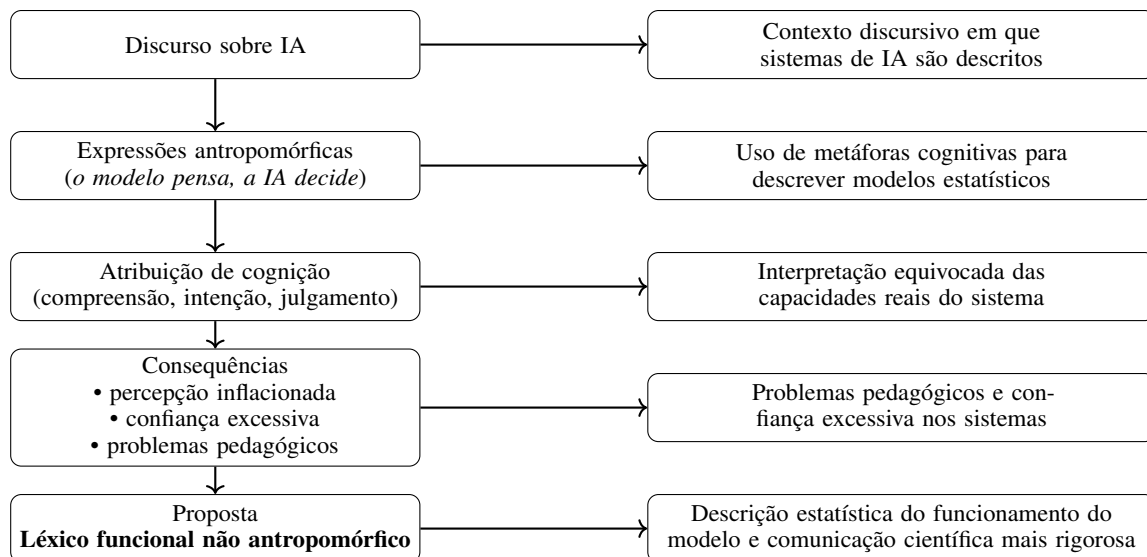 Discurso sobre IA
Contexto discursivo em que
sistemas de IA são descritos
Expressões antropomórficas
(o modelo pensa, a IA decide)
Uso de metáforas cognitivas para
descrever modelos estatísticos
Atribuição de cognição
(compreensão, intenção, julgamento)
Interpretação equivocada das
capacidades reais do sistema
Consequências
• percepção inflacionada
• confiança excessiva
• problemas pedagógicos
Problemas pedagógicos e con-
fiança excessiva nos sistemas
Proposta
Léxico funcional não antropomórfico
Descrição estatística do funcionamento do
modelo e comunicação científica mais rigorosa